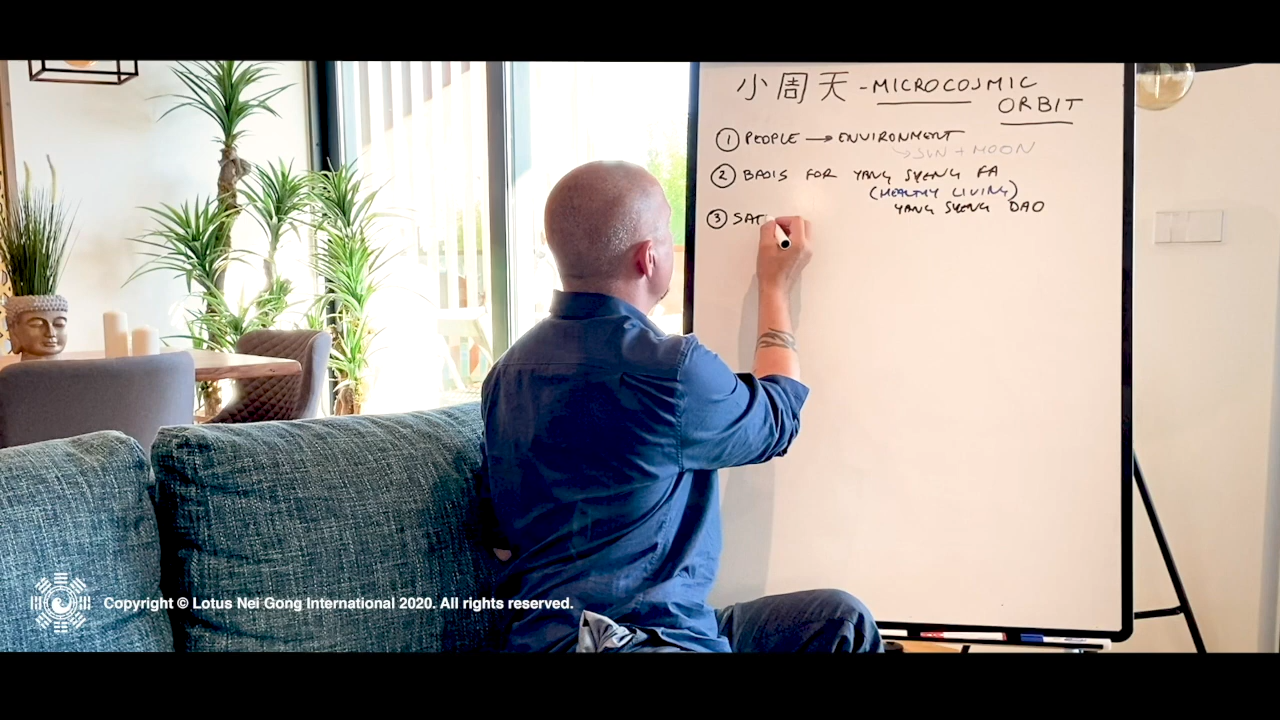 小周天 - MICROCOSMIC
ORBIT
① PEOPLE → ENVIRONMENT
→ SUN + MOON
② BASIS FOR YANG SHENG FA
(HEALTHY LIVING)
YANG SHENG DAO
③ SAT
Copyright © Lotus Nei Gong International 2020. All rights reserved.